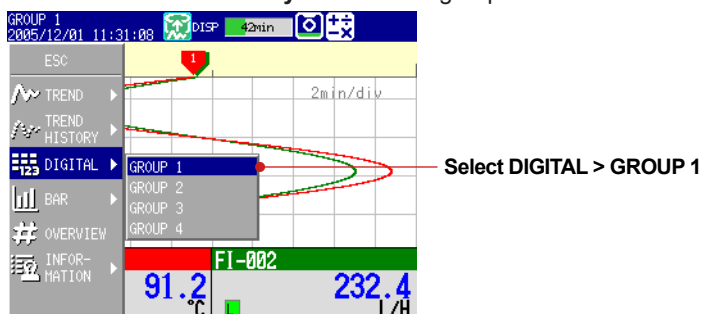 GROUP 1
2005/12/01 11:31:08 DISP 42min
ESC
1
TREND
2min/div
TREND
HISTORY
DIGITAL
GROUP 1
Select DIGITAL > GROUP 1
GROUP 2
BAR
GROUP 3
GROUP 4
OVERVIEW
INFOR-
MATION
FI-002
91.2
232.4
°C
L
L/H